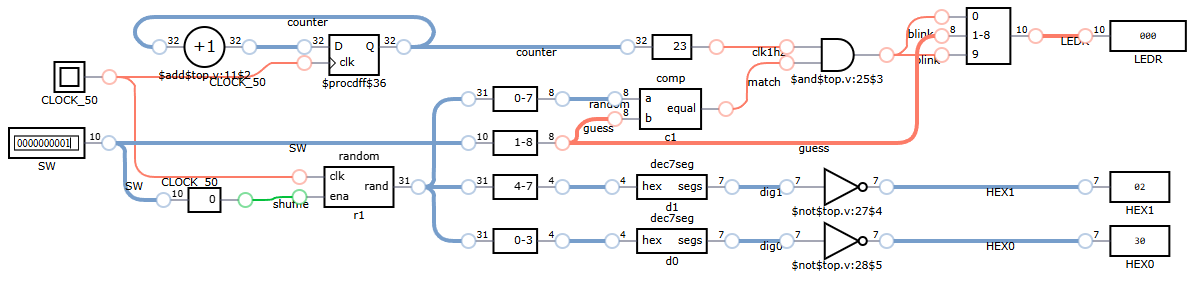 counter
32
+1
32
32
D
Q
32
clk
$add$top.v:11$2
CLOCK_50
$procdff$36
CLOCK_50
counter
32
23
clk1hz
match
$and$top.v:25$3
blink
blink
0
8
1-8
9
10
LEDR
10
000
LEDR
31
0-7
8
random
8
comp
a
b
equal
8
guess
c1
0000000001
SW
10
SW
SW
10
1-8
8
guess
CLOCK_50
10
0
shuffle
random
clk
ena
rand
31
r1
31
4-7
4
4
dec7seg
hex
segs
7
d1
dig1
7
$not$top.v:27$4
7
HEX1
7
02
HEX1
31
0-3
4
4
dec7seg
hex
segs
7
d0
dig0
7
$not$top.v:28$5
7
HEX0
7
30
HEX0